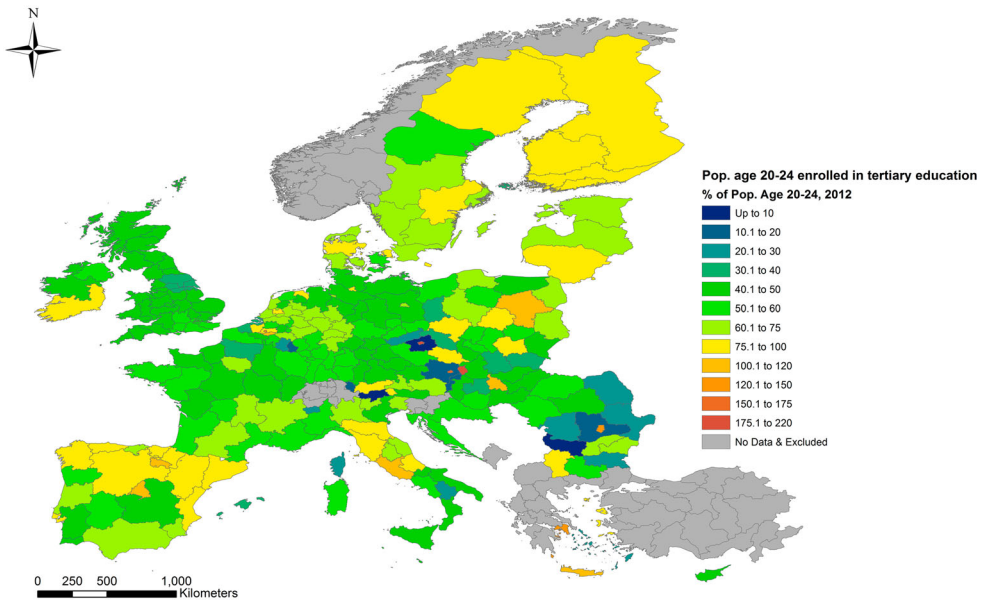 N
Pop. age 20-24 enrolled in tertiary education
% of Pop. Age 20-24, 2012
Up to 10
10.1 to 20
20.1 to 30
30.1 to 40
40.1 to 50
50.1 to 60
60.1 to 75
75.1 to 100
100.1 to 120
120.1 to 150
150.1 to 175
175.1 to 220
No Data & Excluded
0 250 500 1,000
Kilometers